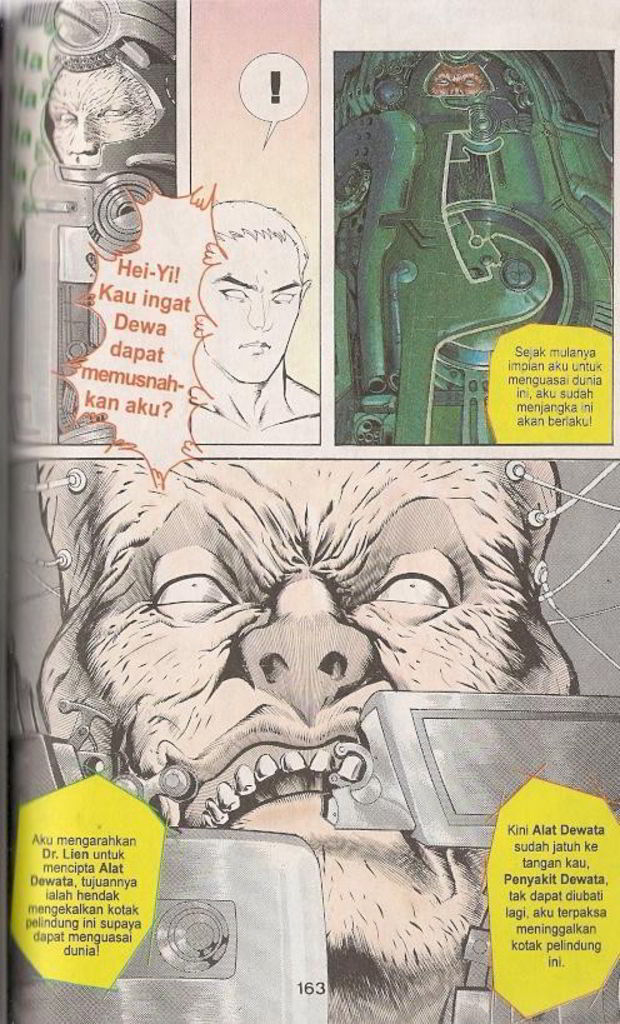 !
Hei-Yi!
Kau ingat
Dewa
dapat
memusnah-
kan aku?
Sejak mulanya
impian aku untuk
menguasai dunia
ini, aku sudah
menjangka ini
akan berlaku!
Aku mengarahkan
Dr. Lien untuk
mencipta Alat
Dewata, tujuannya
ialah hendak
mengekalkan kotak
pelindung ini supaya
dapat menguasai
dunia!
Kini Alat Dewata
sudah jatuh ke
tangan kau,
Penyakit Dewata,
tak dapat diubati
lagi, aku terpaksa
meninggalkan
kotak pelindung
ini.
163